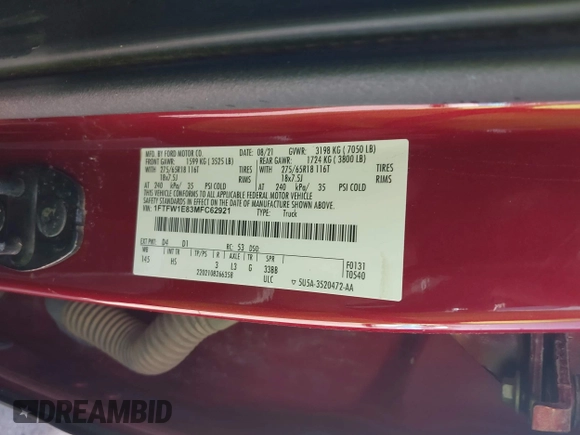 MFD. BY FORD MOTOR CO.
DATE: 08/21 GVWR: 3198 KG ( 7050 LB)
FRONT GAWR: 1599 KG ( 3525 LB) REAR GAWR: 1724 KG ( 3800 LB)
275/65R18 116T TIRES 275/65R18 116T TIRES
18x7.5J RIMS 18x7.5J RIMS
AT 240 kPa/ 35 PSI COLD AT 240 kPa/ 35 PSI COLD
THIS VEHICLE CONFORMS TO ALL APPLICABLE FEDERAL MOTOR VEHICLE SAFETY STANDARDS IN EFFECT ON THE DATE OF MANUFACTURE SHOWN ABOVE.
VIN: 1FTFW1E83MFC62921 TYPE: Truck
EXT PNT: D4 D1 RC: 53 DSO:
WB INT TR TP/PS R AXLE TR SPR F0131
145 HS 3 L3 G 33BB T0540
ULC 5U5A-3520472-AA
DREAMBID